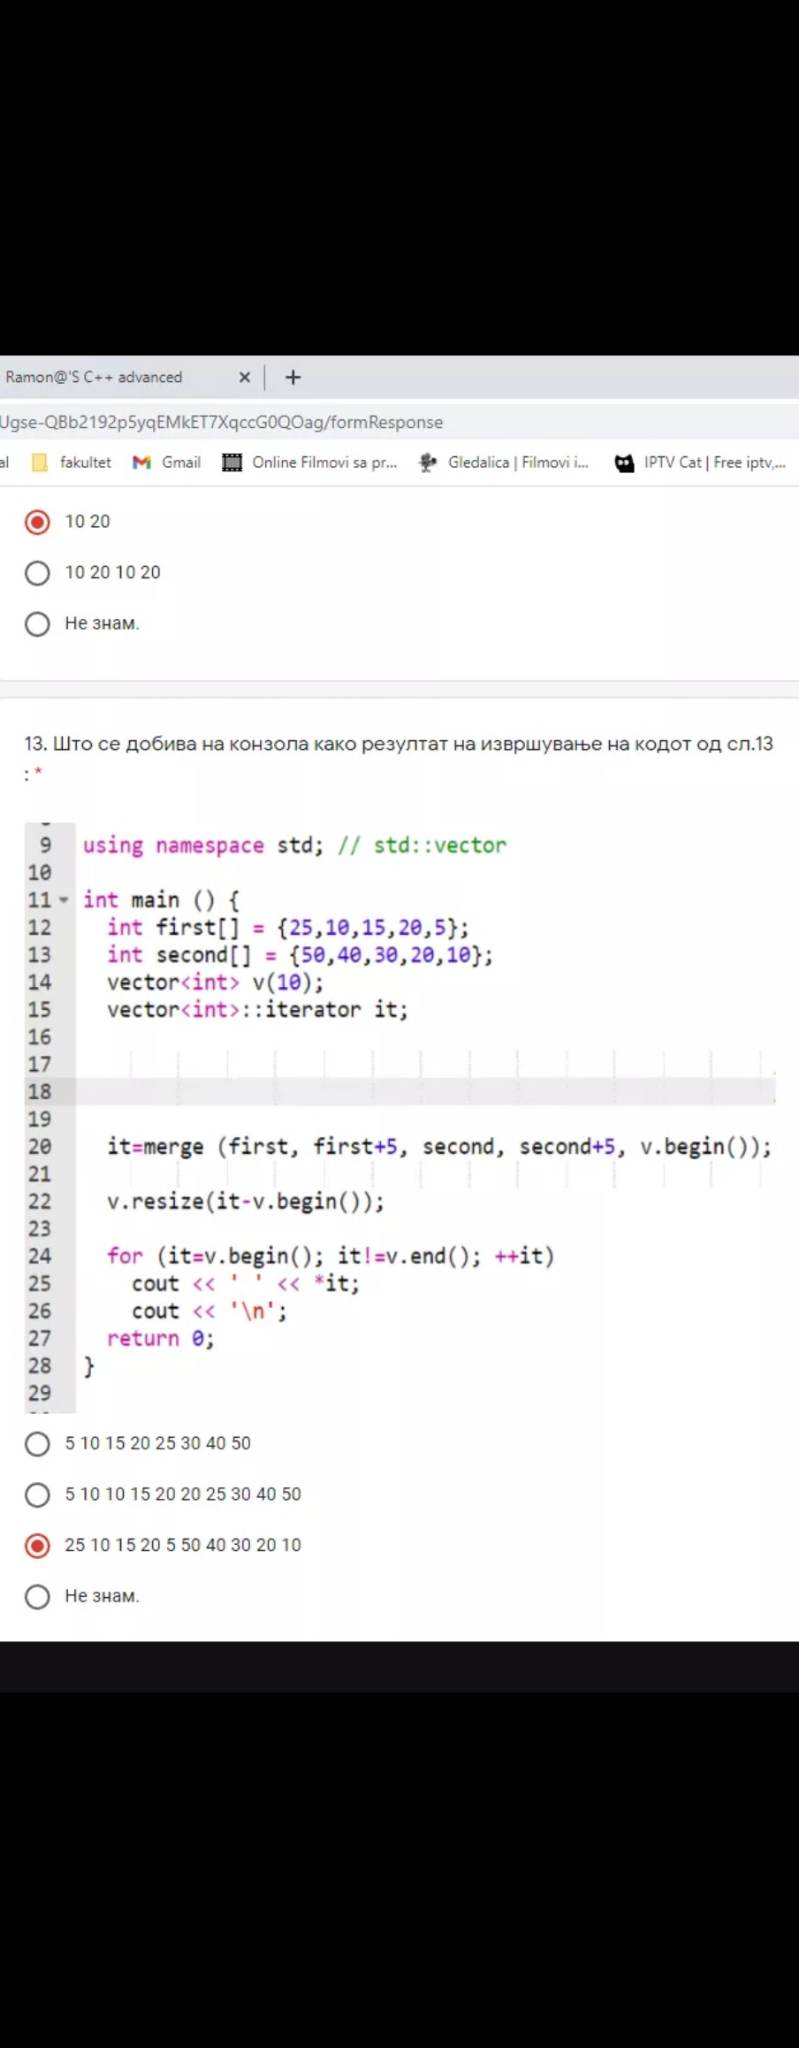 Ramon@'S C++ advanced × +
Ugse-QBb2192p5yqEMkET7XqccG0QOag/formResponse
al fakultet Gmail Online Filmovi sa pr... Gledalica | Filmovi i... IPTV Cat | Free iptv,...
10 20
10 20 10 20
Не знам.
13. Што се добива на конзола како резултат на извршување на кодот од сл.13
: *
9 using namespace std; // std::vector
10
11 int main () {
12 int first[] = {25,10,15,20,5};
13 int second[] = {50,40,30,20,10};
14 vector<int> v(10);
15 vector<int>::iterator it;
16
17
18
19
20 it=merge (first, first+5, second, second+5, v.begin());
21
22 v.resize(it-v.begin());
23
24 for (it=v.begin(); it!=v.end(); ++it)
25 cout << ' ' << *it;
26 cout << '\n';
27 return 0;
28 }
29
5 10 15 20 25 30 40 50
5 10 10 15 20 20 25 30 40 50
25 10 15 20 5 50 40 30 20 10
Не знам.